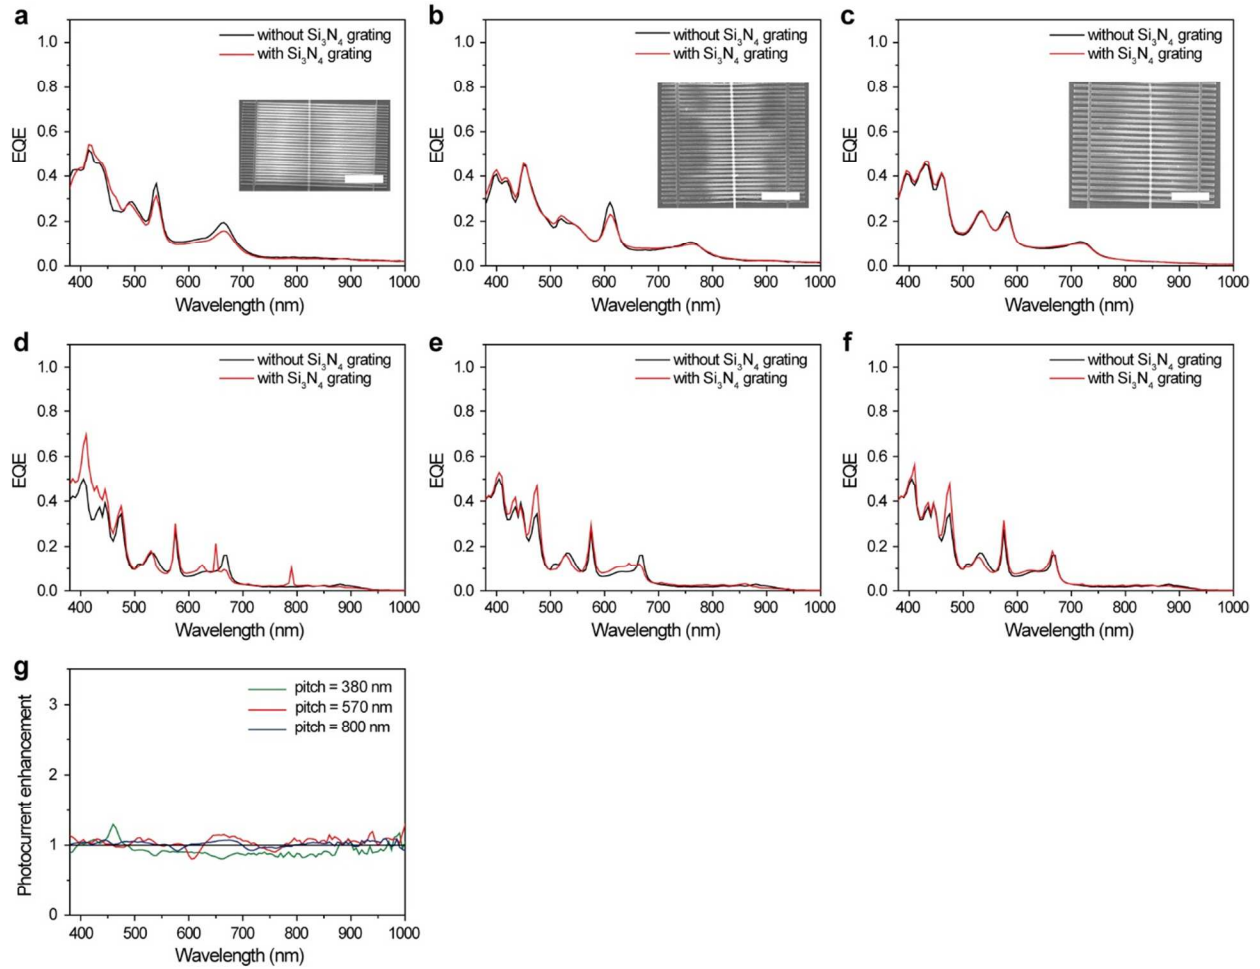 a
without Si₃N₄ grating
with Si₃N₄ grating
1.0
0.8
0.6
0.4
0.2
0.0
EQE
400 500 600 700 800 900 1000
Wavelength (nm)
b
without Si₃N₄ grating
with Si₃N₄ grating
1.0
0.8
0.6
0.4
0.2
0.0
EQE
400 500 600 700 800 900 1000
Wavelength (nm)
c
without Si₃N₄ grating
with Si₃N₄ grating
1.0
0.8
0.6
0.4
0.2
0.0
EQE
400 500 600 700 800 900 1000
Wavelength (nm)
d
without Si₃N₄ grating
with Si₃N₄ grating
1.0
0.8
0.6
0.4
0.2
0.0
EQE
400 500 600 700 800 900 1000
Wavelength (nm)
e
without Si₃N₄ grating
with Si₃N₄ grating
1.0
0.8
0.6
0.4
0.2
0.0
EQE
400 500 600 700 800 900 1000
Wavelength (nm)
f
without Si₃N₄ grating
with Si₃N₄ grating
1.0
0.8
0.6
0.4
0.2
0.0
EQE
400 500 600 700 800 900 1000
Wavelength (nm)
g
pitch = 380 nm
pitch = 570 nm
pitch = 800 nm
3
2
1
0
Photocurrent enhancement
400 500 600 700 800 900 1000
Wavelength (nm)